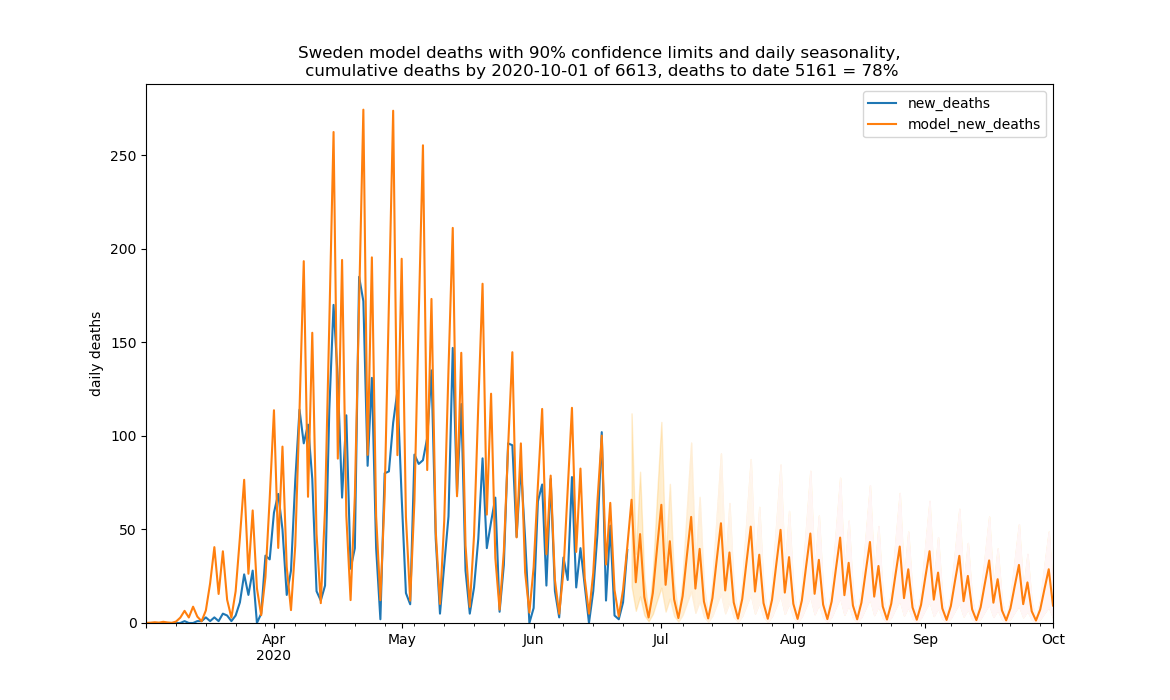 Sweden model deaths with 90% confidence limits and daily seasonality,
cumulative deaths by 2020-10-01 of 6613, deaths to date 5161 = 78%
new_deaths
model_new_deaths
daily deaths
250
200
150
100
50
0
Apr
2020
May
Jun
Jul
Aug
Sep
Oct